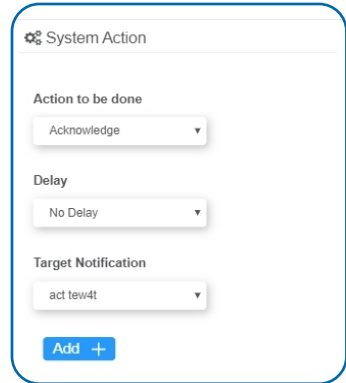 System Action
Action to be done
Acknowledge
Delay
No Delay
Target Notification
act tew4t
Add +